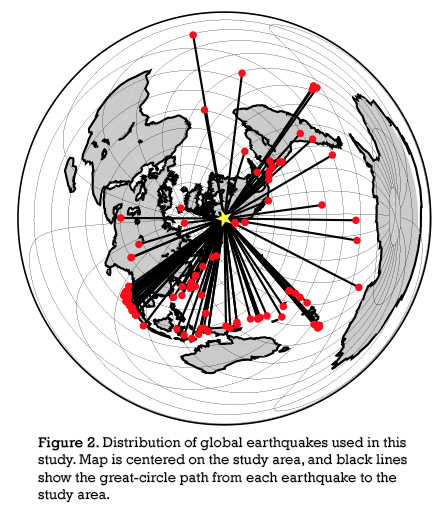 Figure 2. Distribution of global earthquakes used in this
study. Map is centered on the study area, and black lines
show the great-circle path from each earthquake to the
study area.